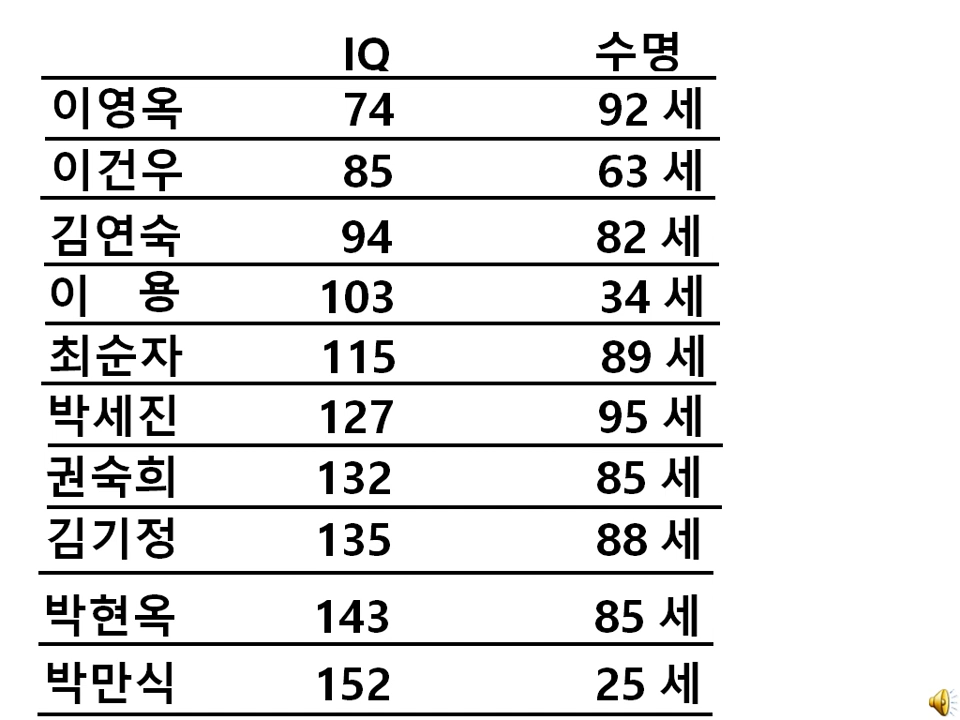 IQ 수명
이영옥 74 92 세
이건우 85 63 세
김연숙 94 82 세
이 용 103 34 세
최순자 115 89 세
박세진 127 95 세
권숙희 132 85 세
김기정 135 88 세
박현옥 143 85 세
박만식 152 25 세